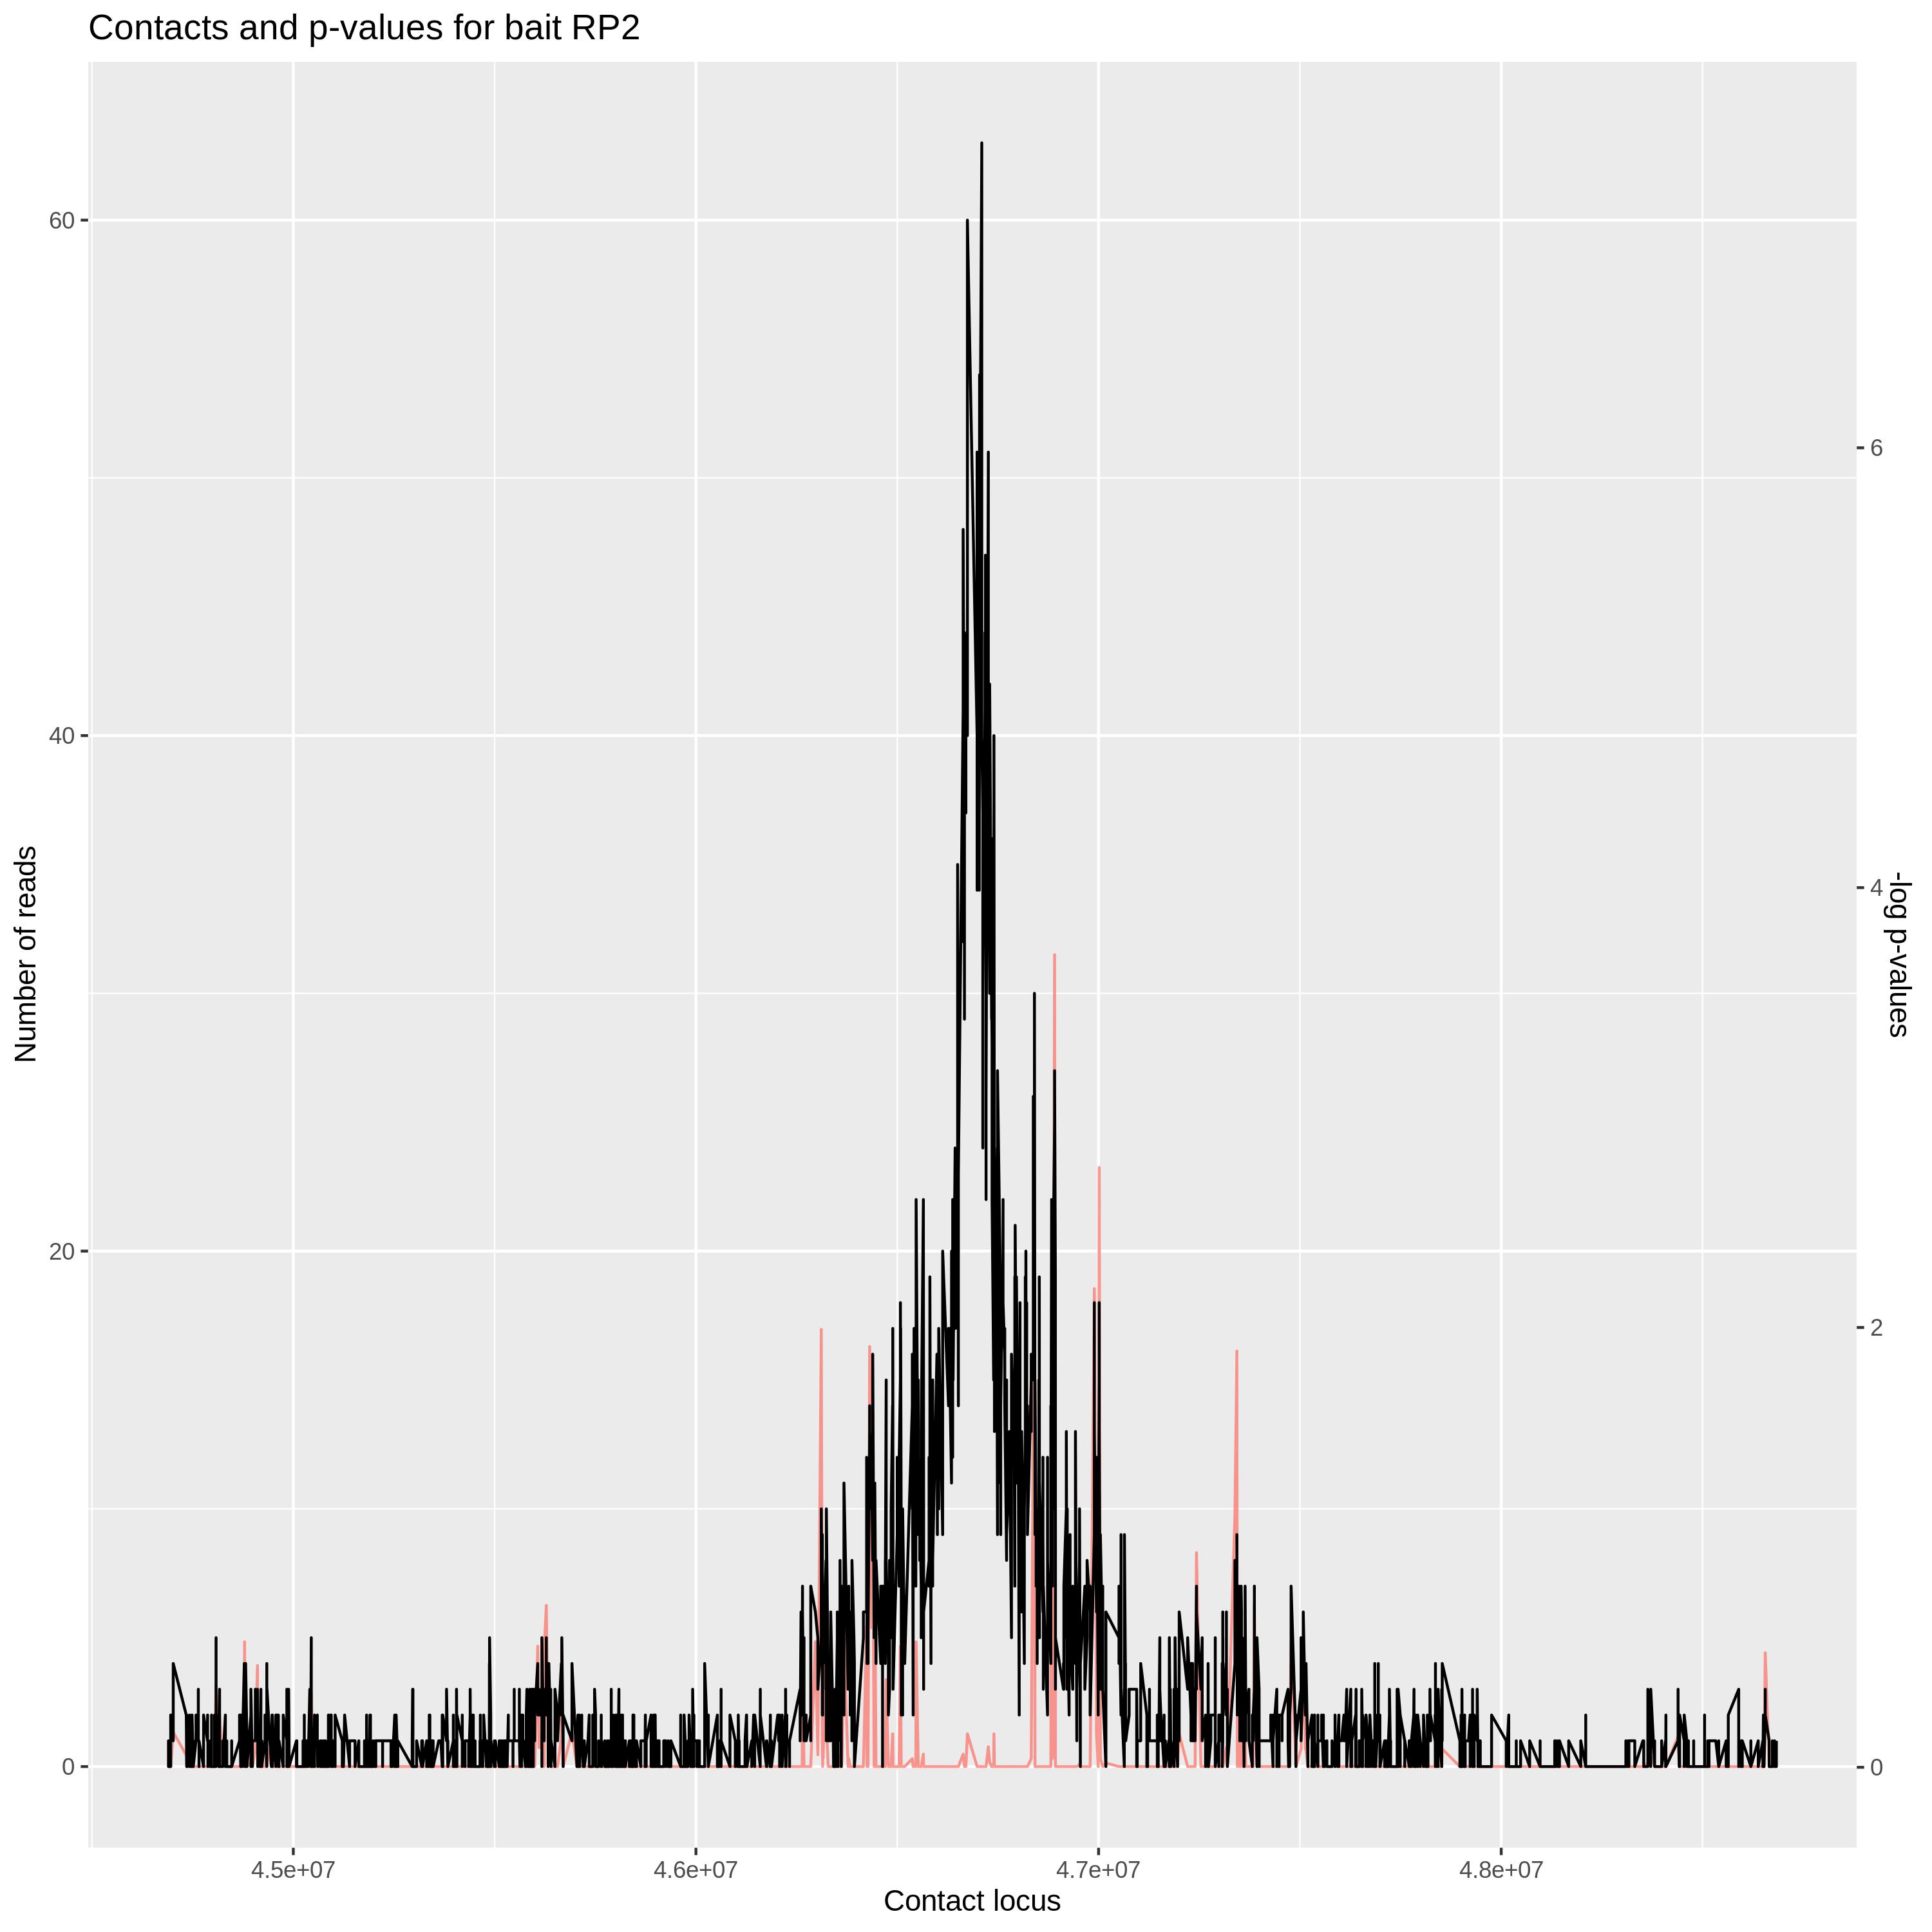 Contacts and p-values for bait RP2
60
40
20
0
6
4
2
0
Number of reads
-log p-values
4.5e+07
4.6e+07
4.7e+07
4.8e+07
Contact locus